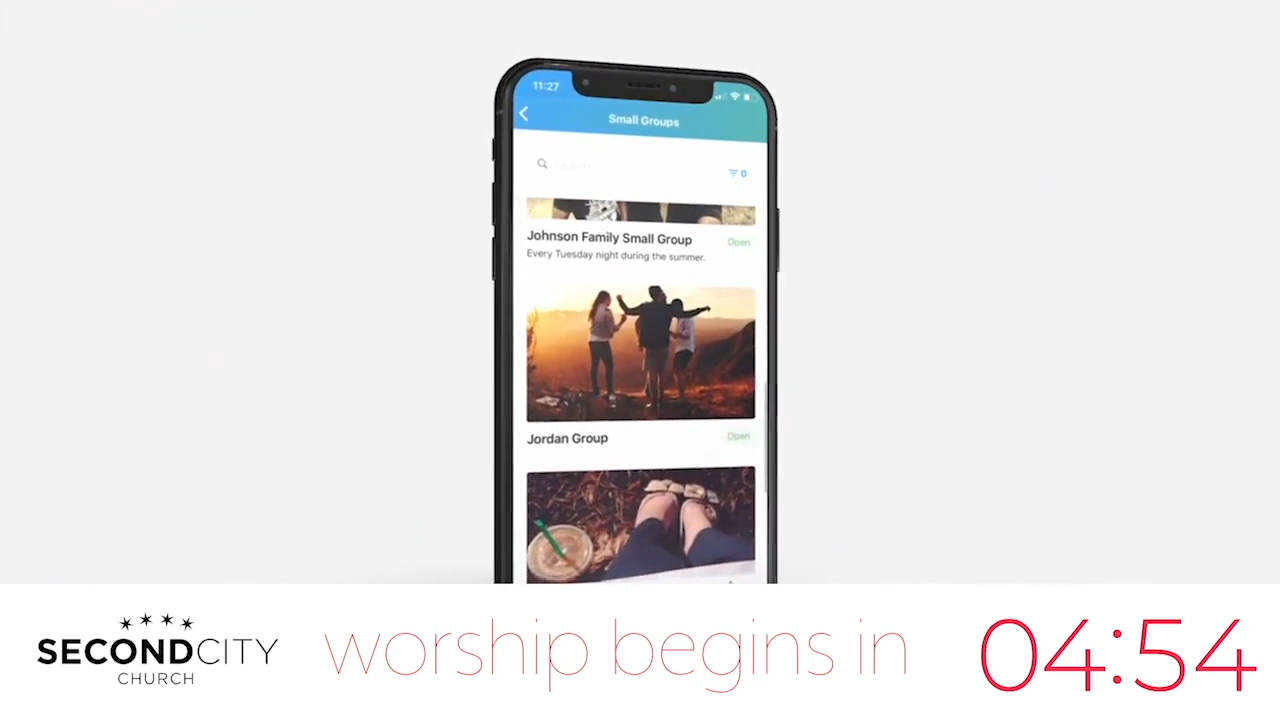 11:27
Small Groups
0
Johnson Family Small Group
Open
Every Tuesday night during the summer.
Jordan Group
Open
SECONDCITY
CHURCH
worship begins in
04:54